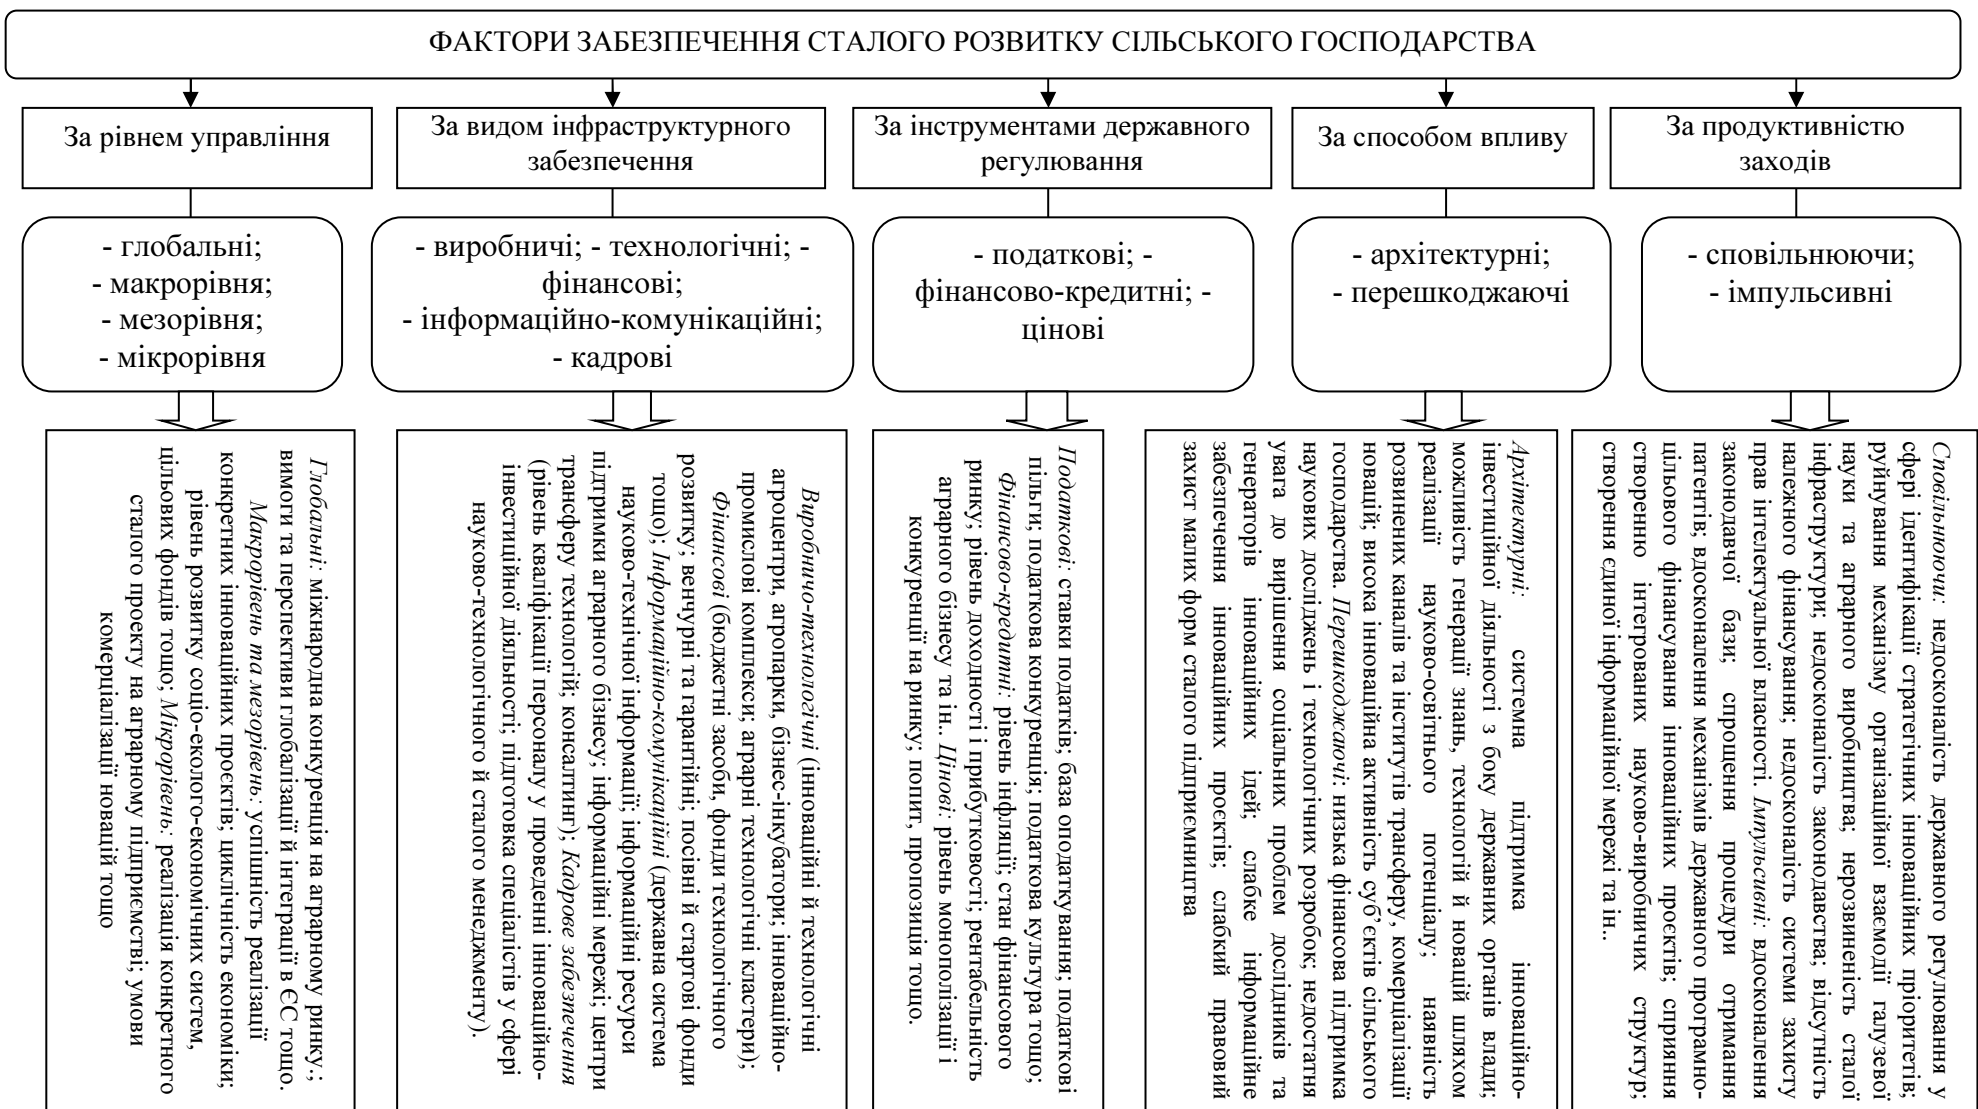 ФАКТОРИ ЗАБЕЗПЕЧЕННЯ СТАЛОГО РОЗВИТКУ СІЛЬСЬКОГО ГОСПОДАРСТВА
За рівнем управління
За видом інфраструктурного
забезпечення
За інструментами державного
регулювання
За способом впливу
За продуктивністю
заходів
- глобальні;
- макрорівня;
- мезорівня;
- мікрорівня
- виробничі; - технологічні; -
фінансові;
- інформаційно-комунікаційні;
- кадрові
- податкові; -
фінансово-кредитні; -
цінові
- архітектурні;
- перешкоджаючі
- сповільнюючи;
- імпульсивні
Глобальні: міжнародна конкуренція на аграрному ринку:;
вимоги та перспективи глобалізації й інтеграції в ЄС тощо.
Макрорівень та мезорівень: успішність реалізації
конкретних інноваційних проєктів; циклічність економіки;
рівень розвитку соціо-еколого-економічних систем,
цільових фондів тощо; Мікрорівень: реалізація конкретного
сталого проекту на аграрному підприємстві; умови
комерціалізації новацій тощо
Виробничо-технологічні (інноваційні й технологічні
агроцентри, агропарки, бізнес-інкубатори; інноваційно-
промислові комплекси; аграрні технологічні кластери);
Фінансові (бюджетні засоби, фонди технологічного
розвитку; венчурні та гарантійні; посівні й стартові фонди
тощо); Інформаційно-комунікаційні (державна система
науково-технічної інформації; інформаційні ресурси
підтримки аграрного бізнесу; інформаційні мережі; центри
трансферу технологій; консалтинг); Кадрове забезпечення
(рівень кваліфікації персоналу у проведенні інноваційно-
інвестиційної діяльності; підготовка спеціалістів у сфері
науково-технологічного й сталого менеджменту).
Податкові: ставки податків; база оподаткування; податкові
пільги; податкова конкуренція; податкова культура тощо;
Фінансово-кредитні: рівень інфляції; стан фінансового
ринку; рівень доходності і прибутковості; рентабельність
аграрного бізнесу та ін.. Цінові: рівень монополізації і
конкуренції на ринку; попит, пропозиція тощо.
Архітектурні: системна підтримка інноваційно-
інвестиційної діяльності з боку державних органів влади;
можливість генерації знань, технологій й новацій шляхом
реалізації науково-освітнього потенціалу; наявність
розвинених каналів та інститутів трансферу, комерціалізації
новацій; висока інноваційна активність суб’єктів сільського
господарства. Перешкоджаючі: низька фінансова підтримка
наукових досліджень і технологічних розробок; недостатня
увага до вирішення соціальних проблем дослідників та
генераторів інноваційних ідей; слабке інформаційне
забезпечення інноваційних проєктів; слабкий правовий
захист малих форм сталого підприємництва
Сповільнюючи: недосконалість державного регулювання у
сфері ідентифікації стратегічних інноваційних пріоритетів;
руйнування механізму організаційної взаємодії галузевої
науки та аграрного виробництва; нерозвиненість сталої
інфраструктури; недосконалість законодавства; відсутність
належного фінансування; недосконалість системи захисту
прав інтелектуальної власності. Імпульсивні: вдосконалення
законодавчої бази; спрощення процедури отримання
патентів; вдосконалення механізмів державного програмно-
цільового фінансування інноваційних проєктів; сприяння
створенню інтегрованих науково-виробничих структур;
створення єдиної інформаційної мережі та ін..